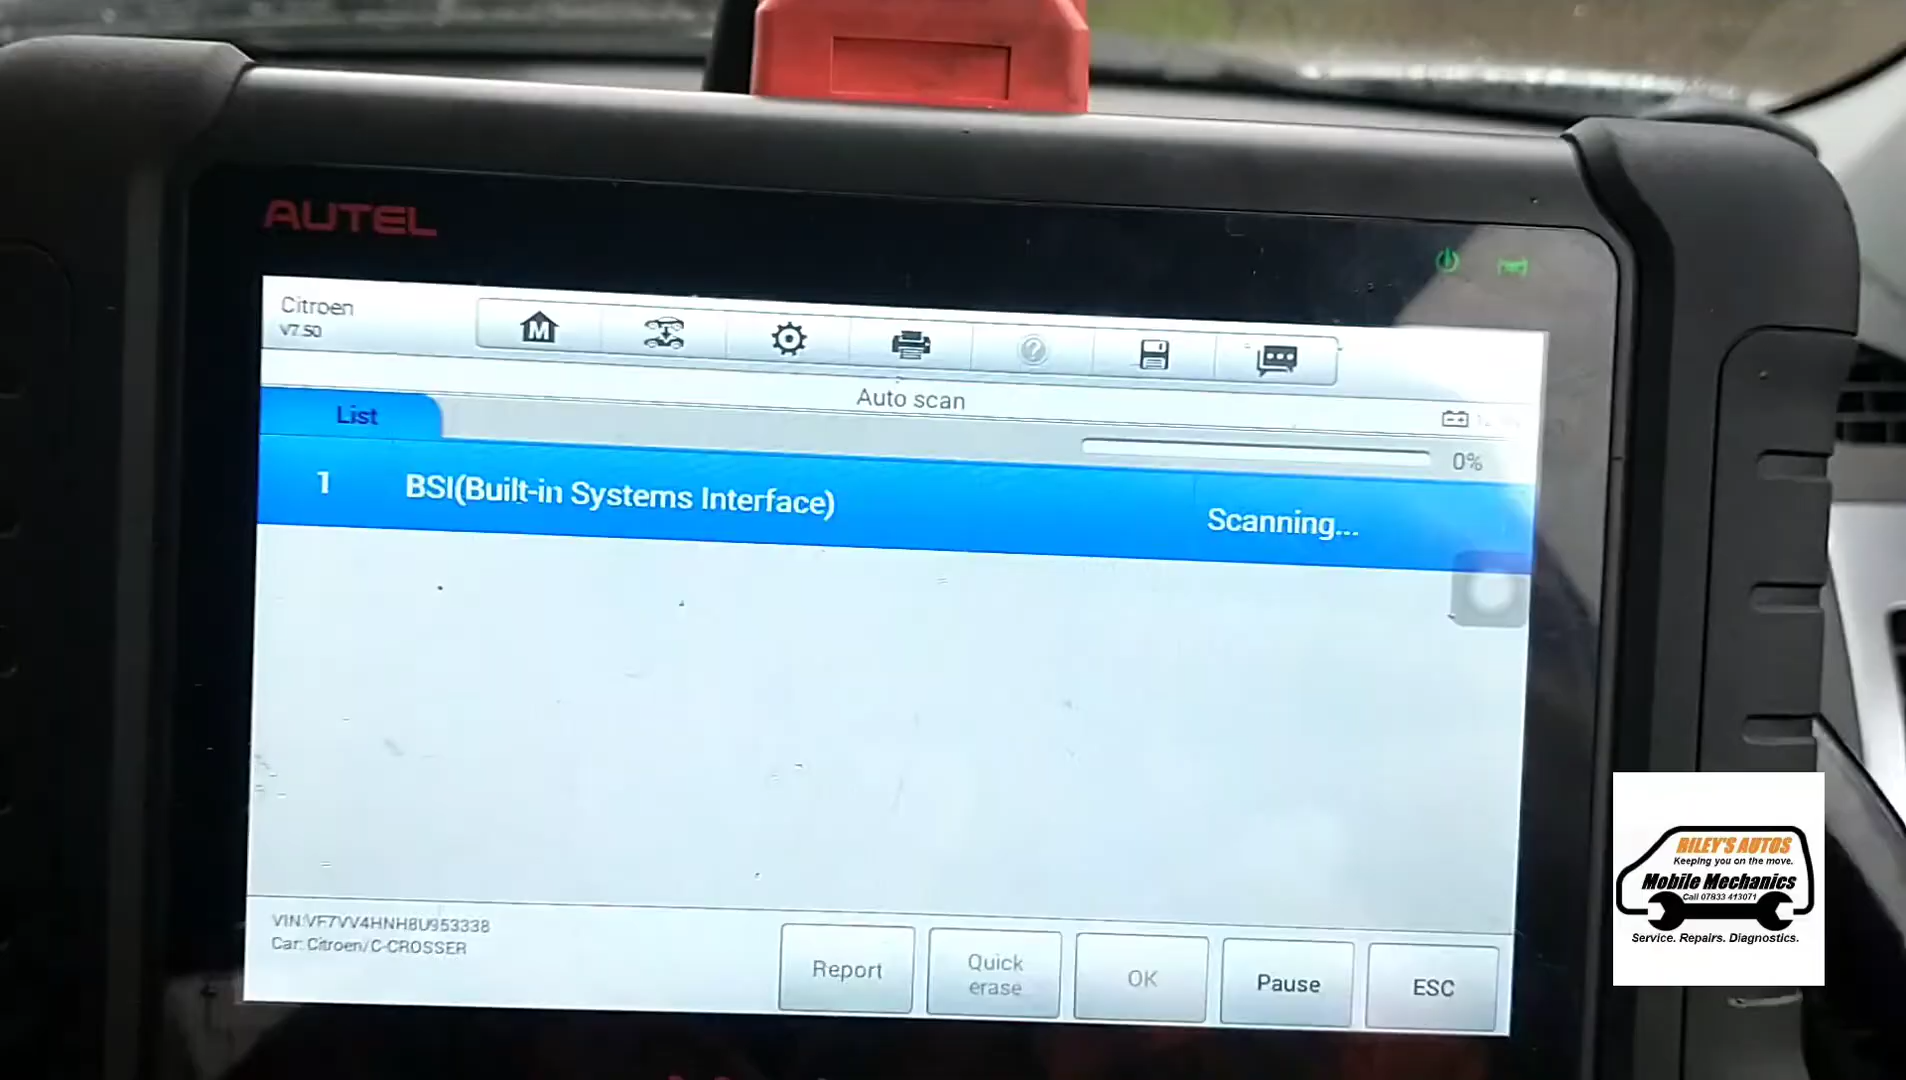 AUTEL
Citroen
V7.50
M
Auto scan
List
0%
1 BSI(Built-in Systems Interface) Scanning...
VIN:VF7VV4HNH8U953338
Car: Citroen/C-CROSSER
Report
Quick
erase
OK
Pause
ESC
RILEY'S AUTOS
Keeping you on the move.
Mobile Mechanics
Call 07833 413071
Service. Repairs. Diagnostics.